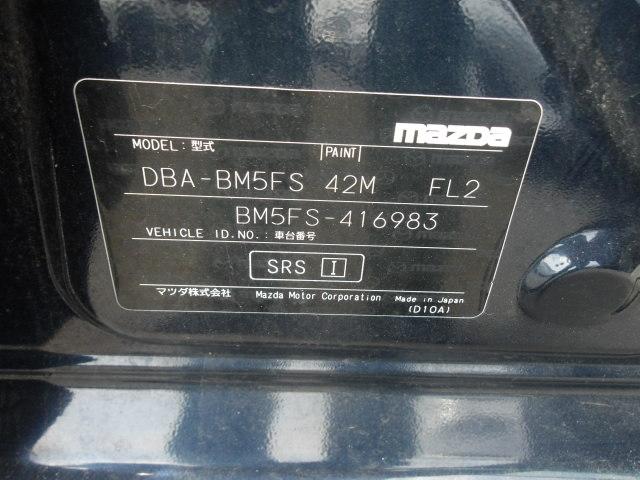 mazda
MODEL: 型式 PAINT
DBA-BM5FS 42M FL2
BM5FS-416983
VEHICLE ID.NO.: 車台番号
SRS I
マツダ株式会社 Mazda Motor Corporation Made in Japan
(D10A)